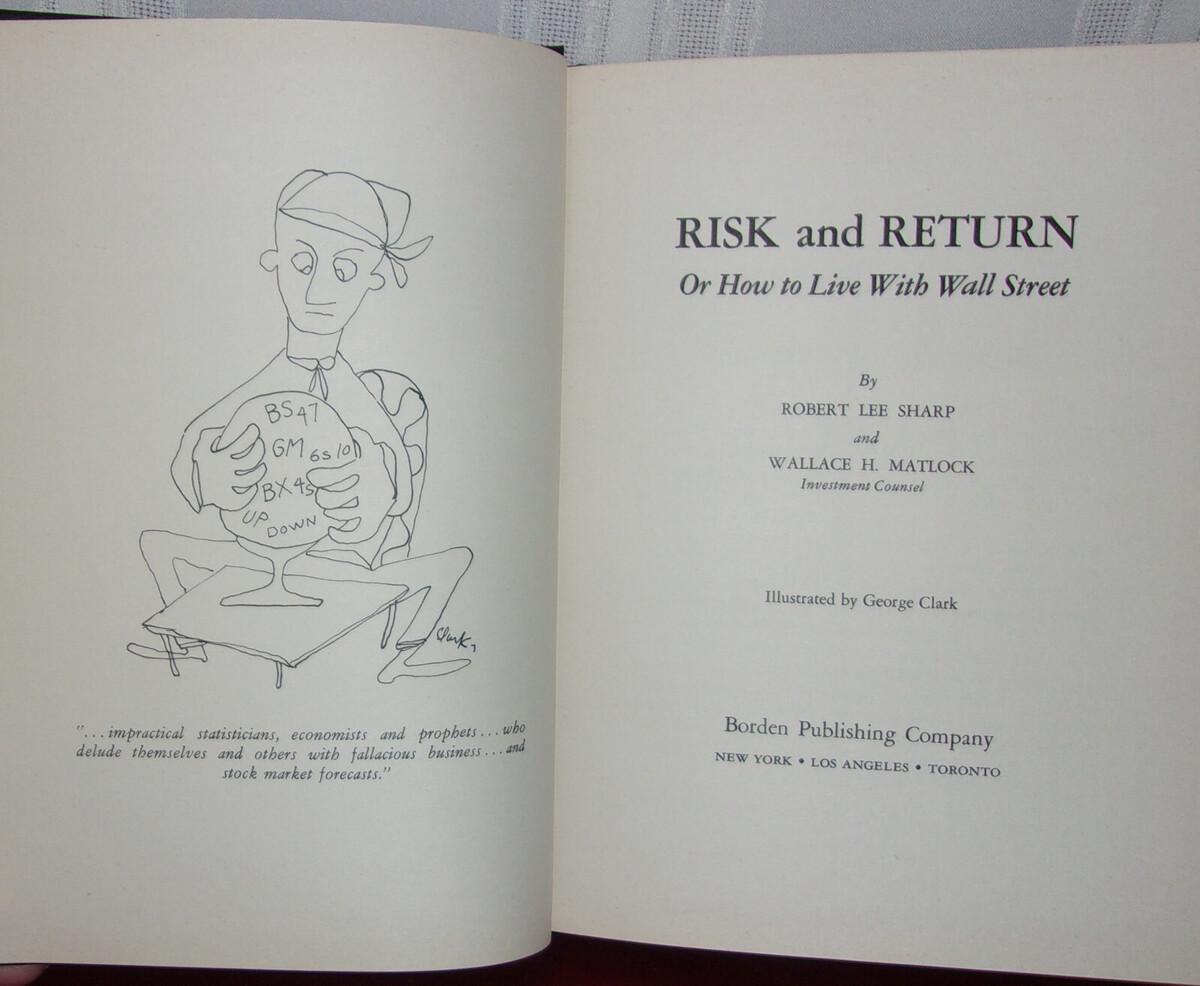 BS 47
GM 6s 10
BX 4s
UP
DOWN
Clark
"...impractical statisticians, economists and prophets...who
delude themselves and others with fallacious business...and
stock market forecasts."
RISK and RETURN
Or How to Live With Wall Street
By
ROBERT LEE SHARP
and
WALLACE H. MATLOCK
Investment Counsel
Illustrated by George Clark
Borden Publishing Company
NEW YORK • LOS ANGELES • TORONTO